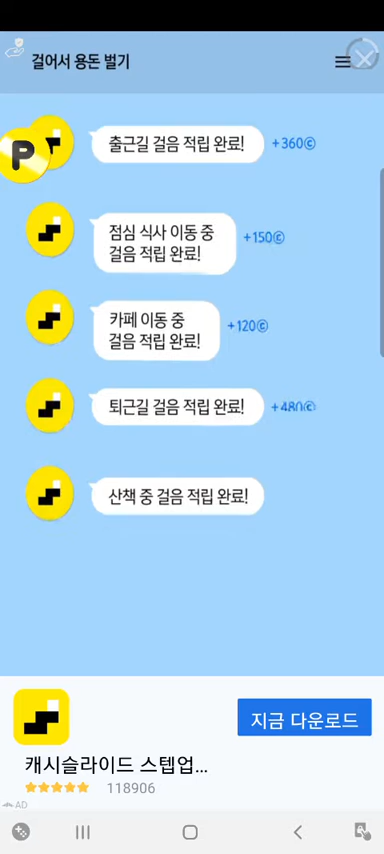 걸어서 용돈 벌기
P
출근길 걸음 적립 완료!
+360ⓒ
점심 식사 이동 중
걸음 적립 완료!
+150ⓒ
카페 이동 중
걸음 적립 완료!
+120ⓒ
퇴근길 걸음 적립 완료!
+480ⓒ
산책 중 걸음 적립 완료!
지금 다운로드
캐시슬라이드 스텝업...
118906
AD